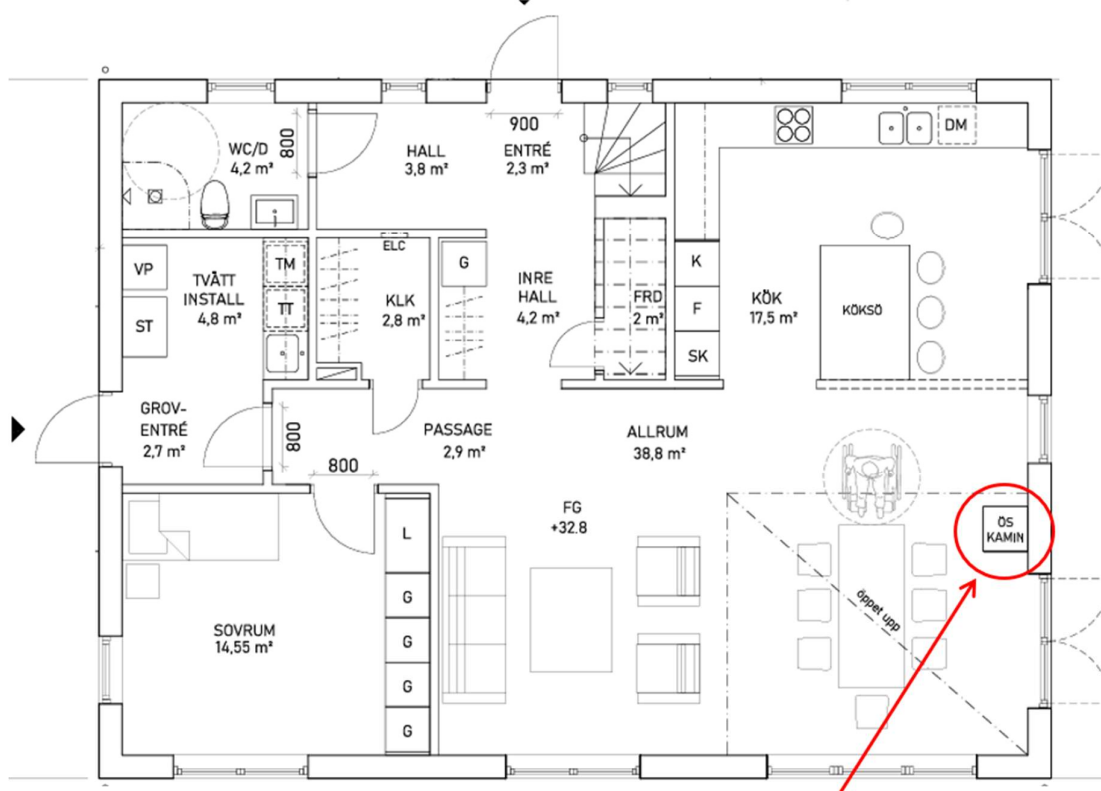 WC/D
4,2 m²
800
HALL
3,8 m²
900
ENTRÉ
2,3 m²
DM
VP
ST
TVÄTT
INSTALL
4,8 m²
TM
TT
ELC
KLK
2,8 m²
G
INRE
HALL
4,2 m²
FRD
2 m²
K
F
SK
KÖK
17,5 m²
KÖKSÖ
GROV-
ENTRÉ
2,7 m²
800
800
PASSAGE
2,9 m²
ALLRUM
38,8 m²
FG
+32.8
ÖS
KAMIN
öppet upp
SOVRUM
14,55 m²
L
G
G
G
G